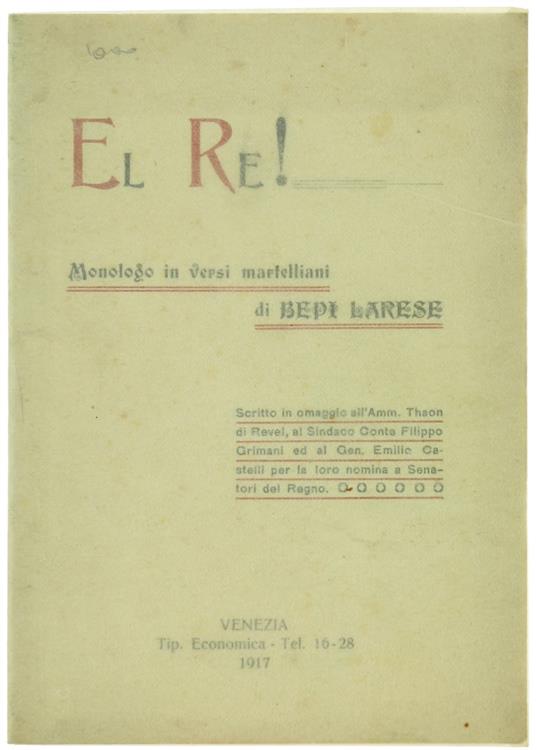 EL RE!
Monologo in versi martelliani
di BEPI LARESE
Scritto in omaggio all'Amm. Thaon
di Revel, al Sindaco Conte Filippo
Grimani ed al Gen. Emilio Ca-
stelli per la loro nomina a Sena-
tori del Regno.
VENEZIA
Tip. Economica - Tel. 16-28
1917